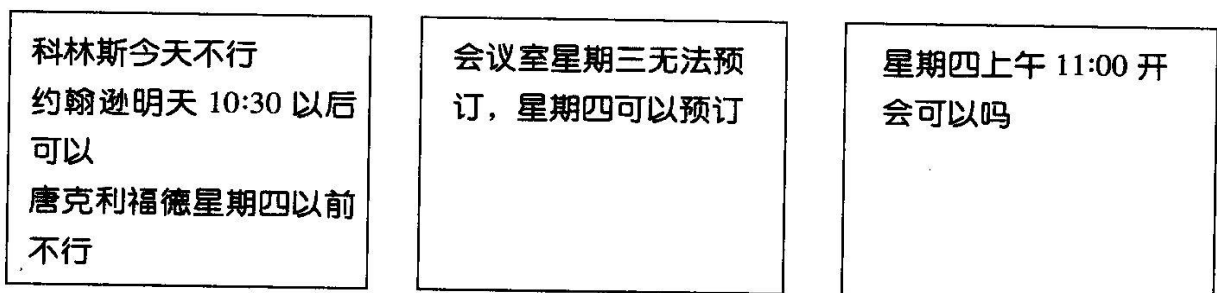 科林斯今天不行
约翰逊明天 10:30 以后
可以
唐克利福德星期四以前
不行
会议室星期三无法预
订，星期四可以预订
星期四上午 11:00 开
会可以吗